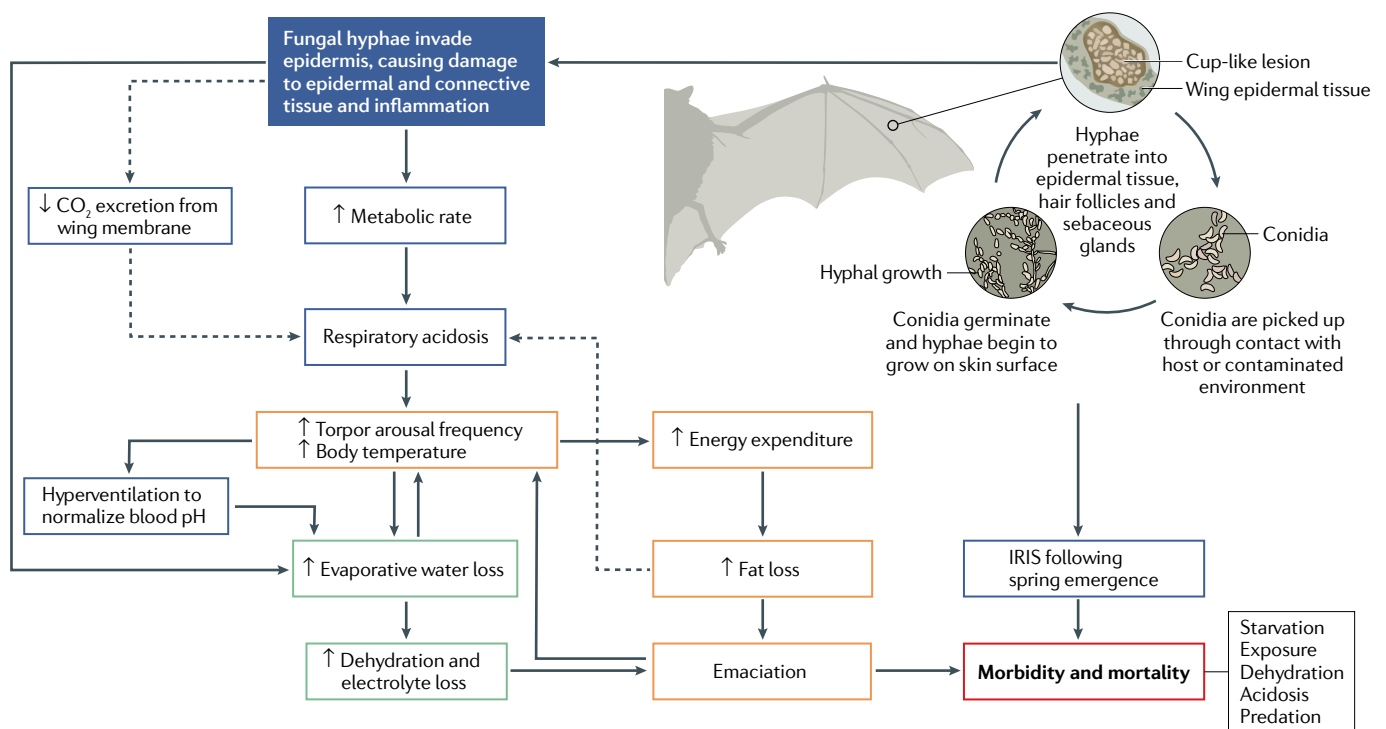 Fungal hyphae invade
epidermis, causing damage
to epidermal and connective
tissue and inflammation
Cup-like lesion
Wing epidermal tissue
Hyphae
penetrate into
epidermal tissue,
hair follicles and
sebaceous
glands
↓ CO₂ excretion from
wing membrane
↑ Metabolic rate
Conidia
Hyphal growth
Respiratory acidosis
Conidia germinate
and hyphae begin to
grow on skin surface
Conidia are picked up
through contact with
host or contaminated
environment
↑ Torpor arousal frequency
↑ Body temperature
↑ Energy expenditure
Hyperventilation to
normalize blood pH
↑ Evaporative water loss
↑ Fat loss
IRIS following
spring emergence
↑ Dehydration and
electrolyte loss
Emaciation
Morbidity and mortality
Starvation
Exposure
Dehydration
Acidosis
Predation